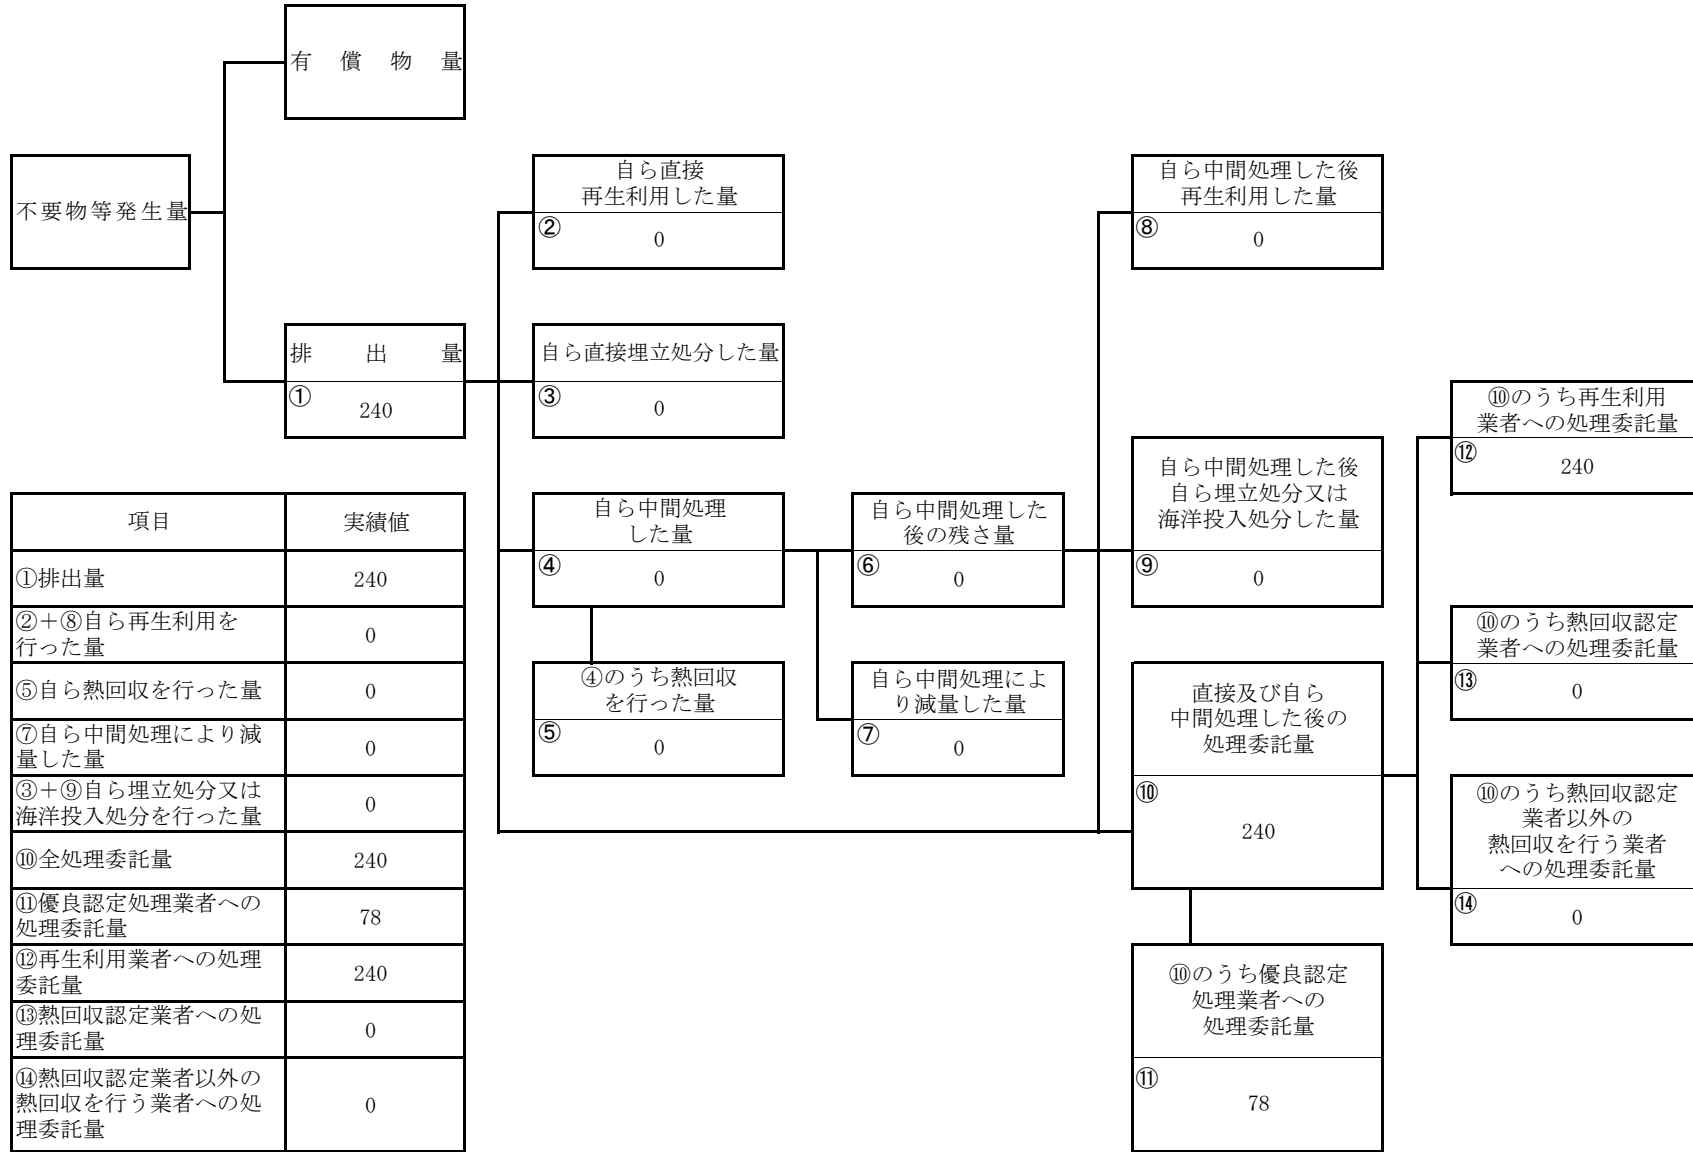 有償物量
不要物等発生量
排出量
①
240
自ら直接
再生利用した量
②
0
自ら直接埋立処分した量
③
0
自ら中間処理
した量
④
0
④のうち熱回収
を行った量
⑤
0
自ら中間処理した
後の残さ量
⑥
0
自ら中間処理によ
り減量した量
⑦
0
自ら中間処理した後
再生利用した量
⑧
0
自ら中間処理した後
自ら埋立処分又は
海洋投入処分した量
⑨
0
直接及び自ら
中間処理した後の
処理委託量
⑩
240
⑩のうち優良認定
処理業者への
処理委託量
⑪
78
⑩のうち再生利用
業者への処理委託量
⑫
240
⑩のうち熱回収認定
業者への処理委託量
⑬
0
⑩のうち熱回収認定
業者以外の
熱回収を行う業者
への処理委託量
⑭
0
項目 実績値
①排出量 240
②＋⑧自ら再生利用を
行った量 0
⑤自ら熱回収を行った量 0
⑦自ら中間処理により減
量した量 0
③＋⑨自ら埋立処分又は
海洋投入処分を行った量 0
⑩全処理委託量 240
⑪優良認定処理業者への
処理委託量 78
⑫再生利用業者への処理
委託量 240
⑬熱回収認定業者への処
理委託量 0
⑭熱回収認定業者以外の
熱回収を行う業者への処
理委託量 0